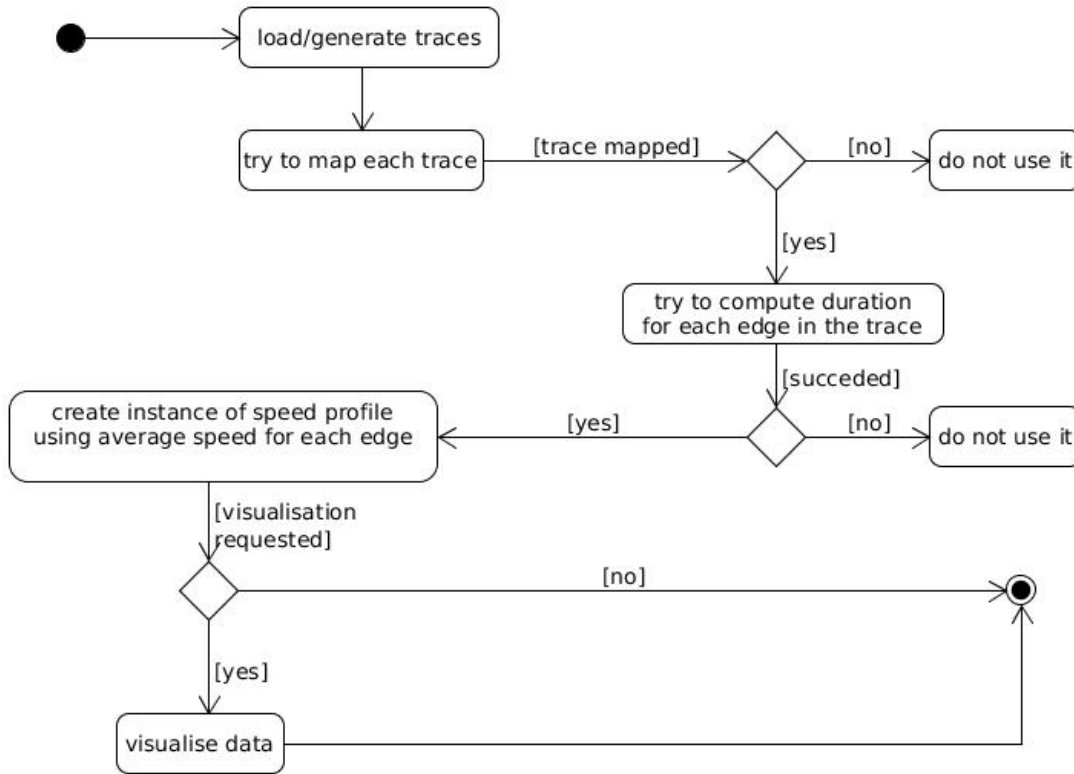 load/generate traces
try to map each trace
[trace mapped]
[no]
do not use it
[yes]
try to compute duration
for each edge in the trace
[succeded]
create instance of speed profile
using average speed for each edge
[yes]
[no]
do not use it
[visualisation
requested]
[no]
[yes]
visualise data